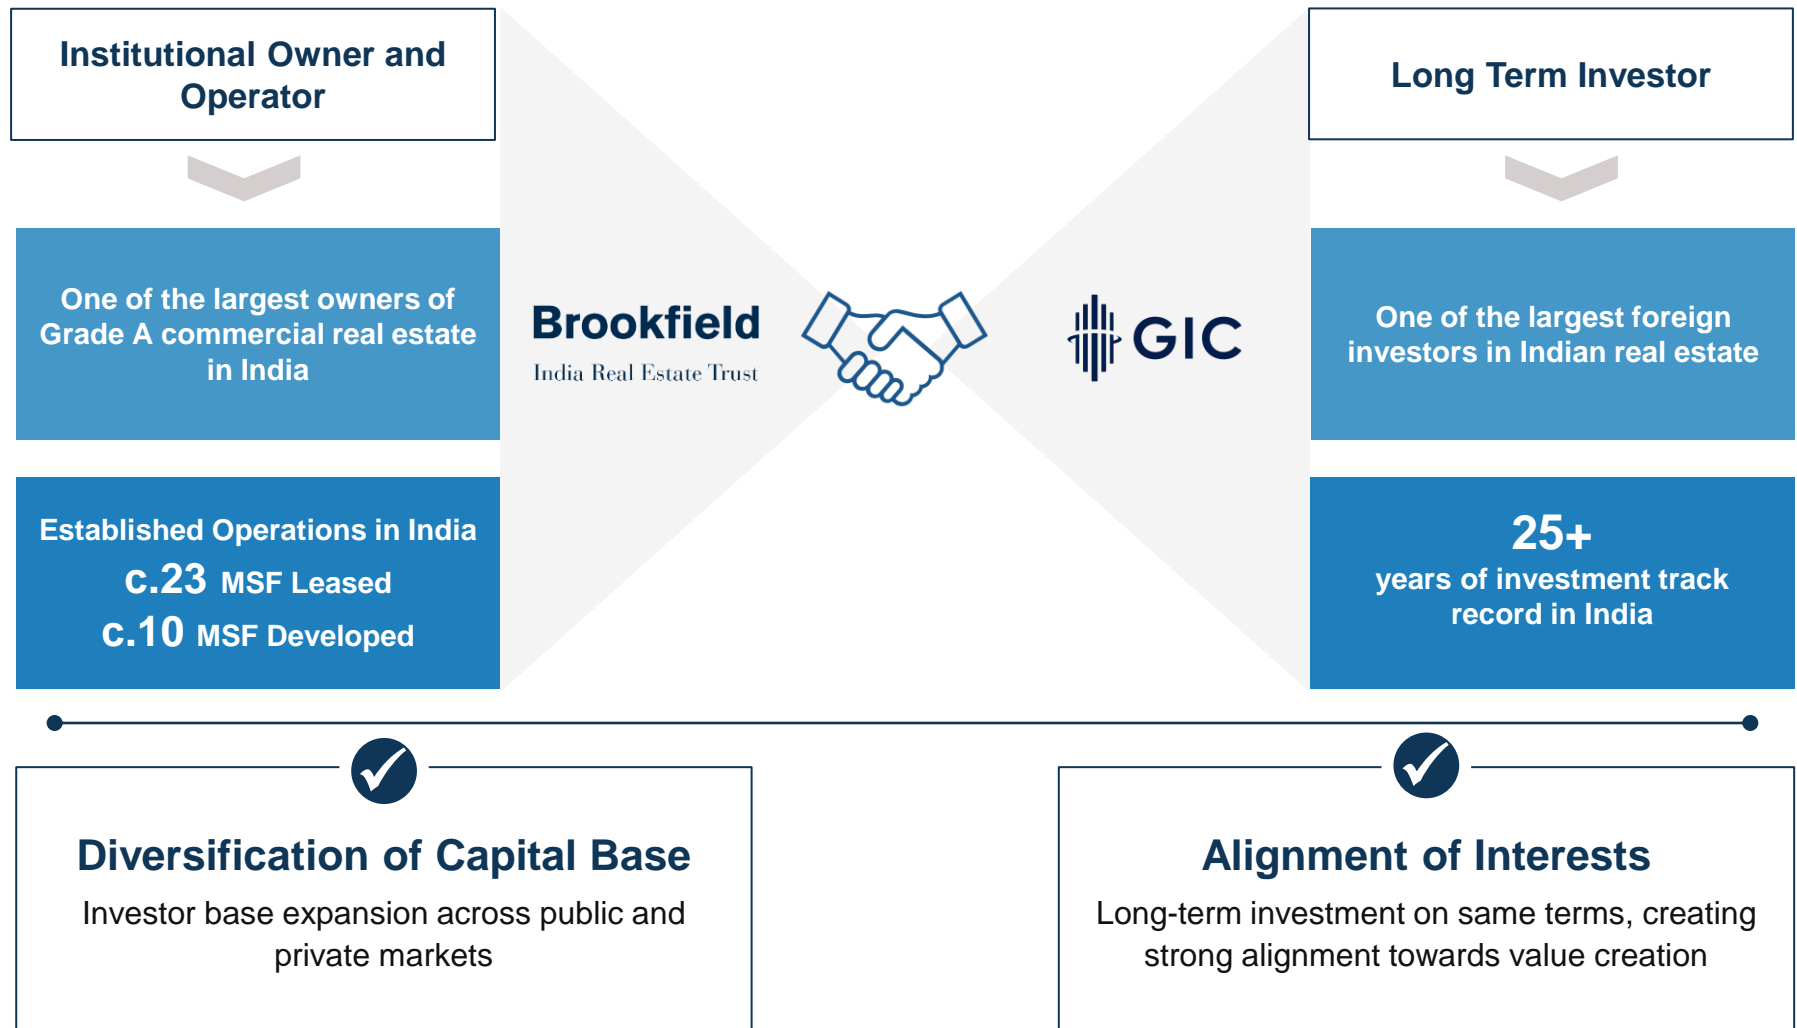 Institutional Owner and
Operator
Long Term Investor
One of the largest owners of
Grade A commercial real estate
in India
Brookfield
India Real Estate Trust
GIC
One of the largest foreign
investors in Indian real estate
Established Operations in India
c.23 MSF Leased
c.10 MSF Developed
25+
years of investment track
record in India
Diversification of Capital Base
Investor base expansion across public and
private markets
Alignment of Interests
Long-term investment on same terms, creating
strong alignment towards value creation